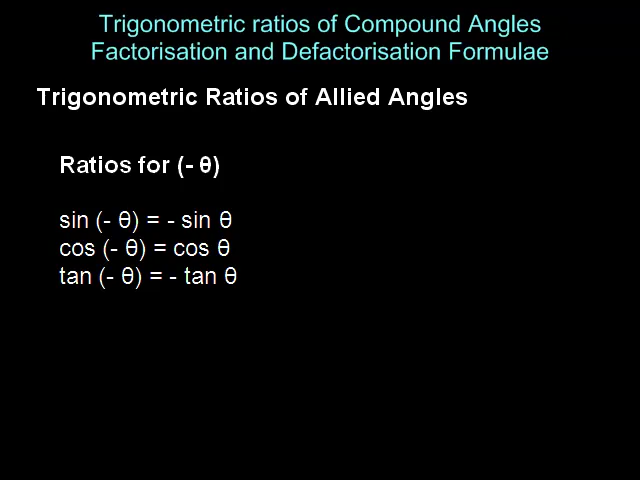 Trigonometric ratios of Compound Angles
Factorisation and Defactorisation Formulae
Trigonometric Ratios of Allied Angles
Ratios for (- θ)
sin (- θ) = - sin θ
cos (- θ) = cos θ
tan (- θ) = - tan θ